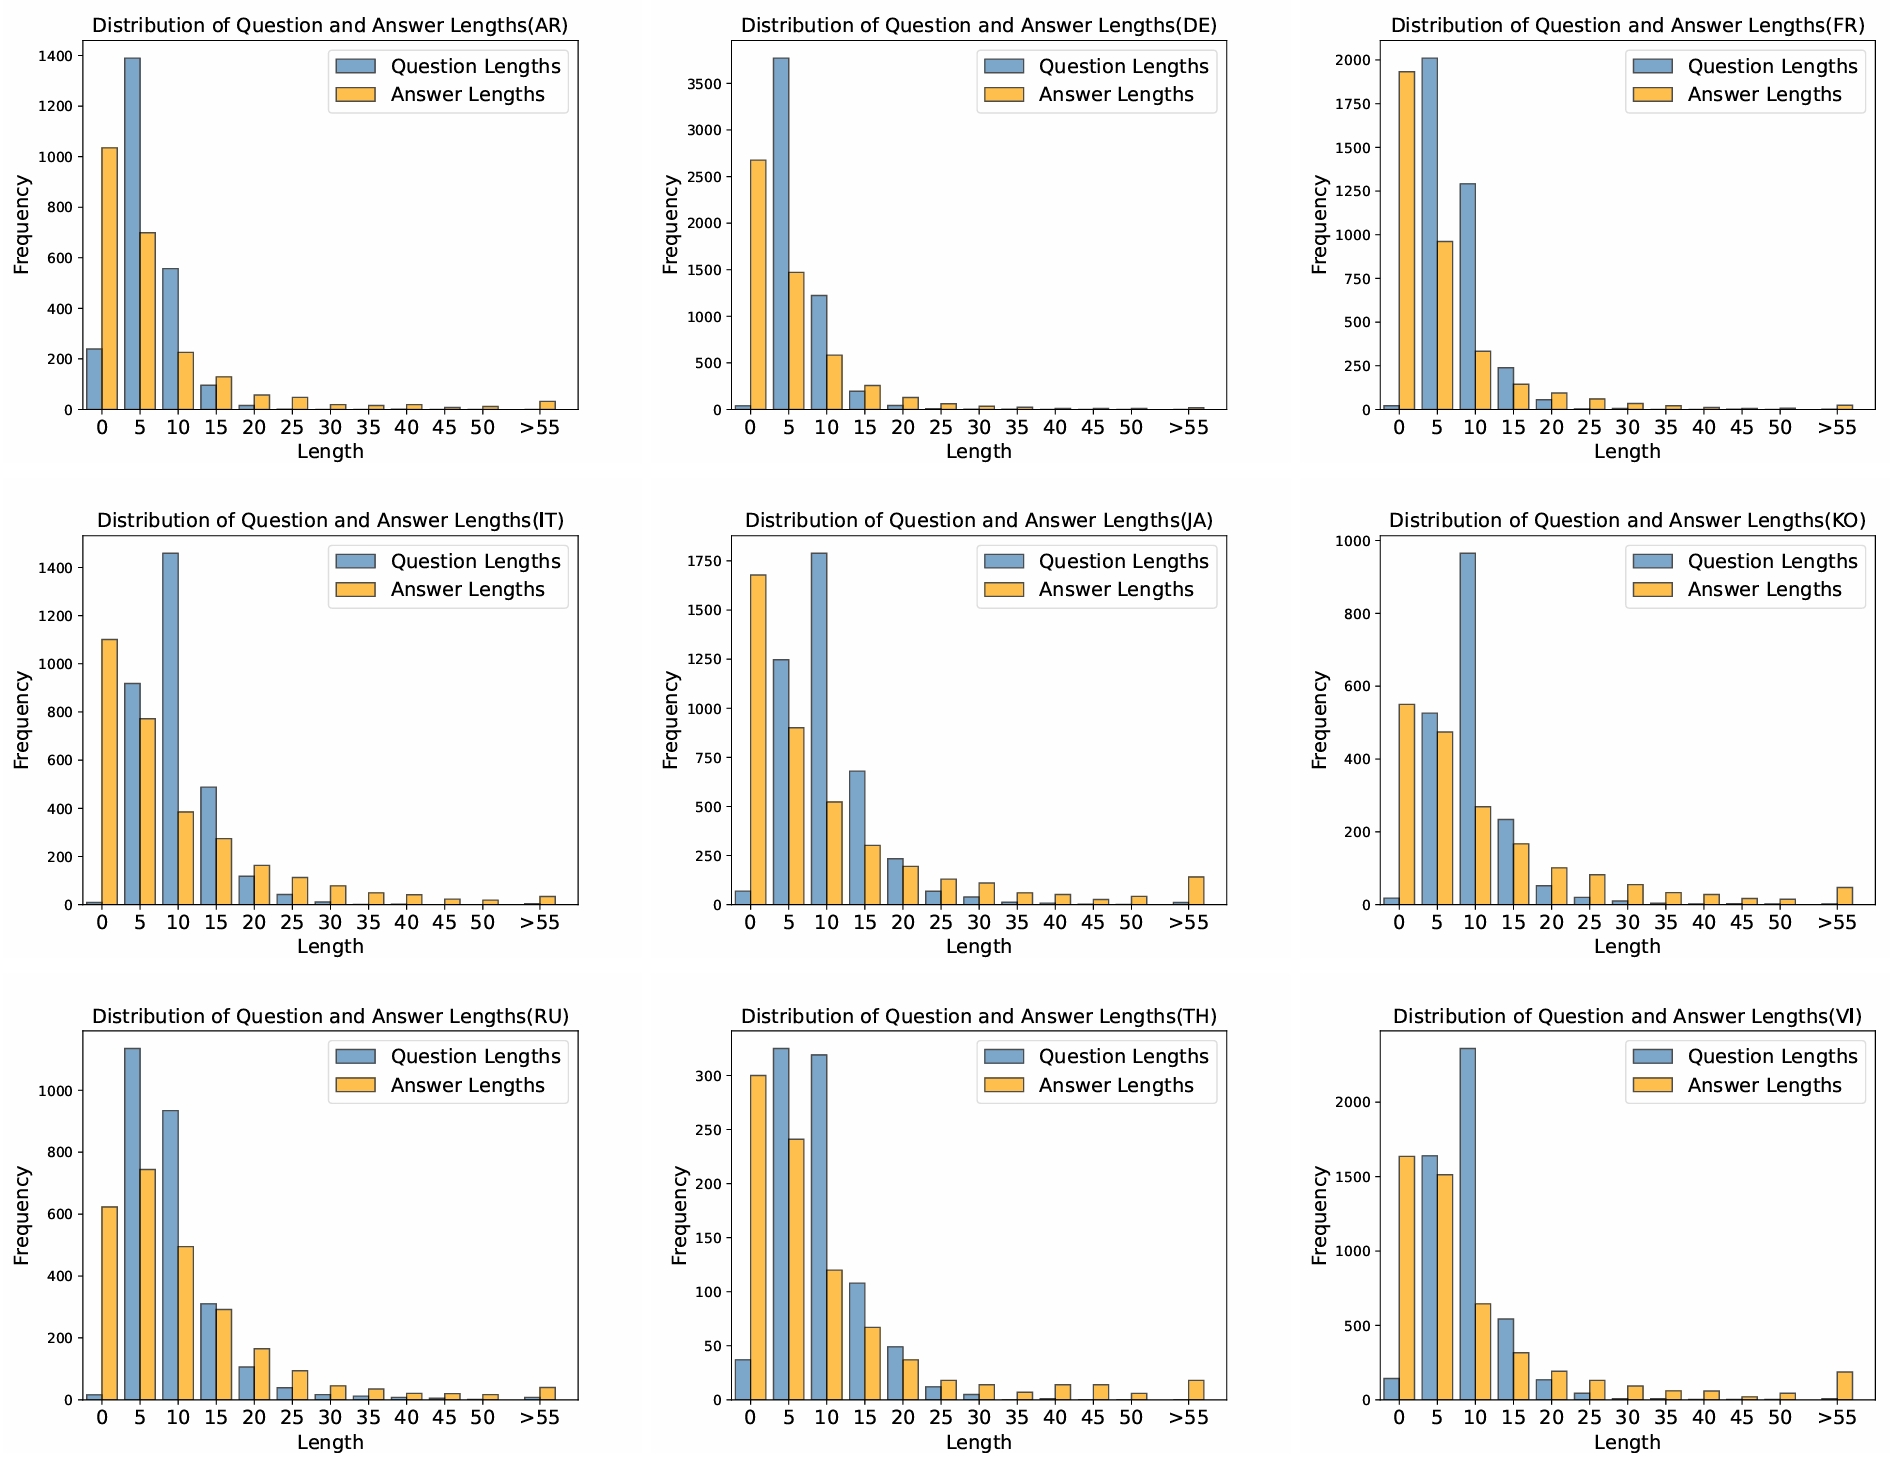 Distribution of Question and Answer Lengths(AR)
Question Lengths
Answer Lengths
Frequency
1400
1200
1000
800
600
400
200
0
0 5 10 15 20 25 30 35 40 45 50 >55
Length
Distribution of Question and Answer Lengths(DE)
Question Lengths
Answer Lengths
Frequency
3500
3000
2500
2000
1500
1000
500
0
0 5 10 15 20 25 30 35 40 45 50 >55
Length
Distribution of Question and Answer Lengths(FR)
Question Lengths
Answer Lengths
Frequency
2000
1750
1500
1250
1000
750
500
250
0
0 5 10 15 20 25 30 35 40 45 50 >55
Length
Distribution of Question and Answer Lengths(IT)
Question Lengths
Answer Lengths
Frequency
1400
1200
1000
800
600
400
200
0
0 5 10 15 20 25 30 35 40 45 50 >55
Length
Distribution of Question and Answer Lengths(JA)
Question Lengths
Answer Lengths
Frequency
1750
1500
1250
1000
750
500
250
0
0 5 10 15 20 25 30 35 40 45 50 >55
Length
Distribution of Question and Answer Lengths(KO)
Question Lengths
Answer Lengths
Frequency
1000
800
600
400
200
0
0 5 10 15 20 25 30 35 40 45 50 >55
Length
Distribution of Question and Answer Lengths(RU)
Question Lengths
Answer Lengths
Frequency
1000
800
600
400
200
0
0 5 10 15 20 25 30 35 40 45 50 >55
Length
Distribution of Question and Answer Lengths(TH)
Question Lengths
Answer Lengths
Frequency
300
250
200
150
100
50
0
0 5 10 15 20 25 30 35 40 45 50 >55
Length
Distribution of Question and Answer Lengths(VI)
Question Lengths
Answer Lengths
Frequency
2000
1500
1000
500
0
0 5 10 15 20 25 30 35 40 45 50 >55
Length